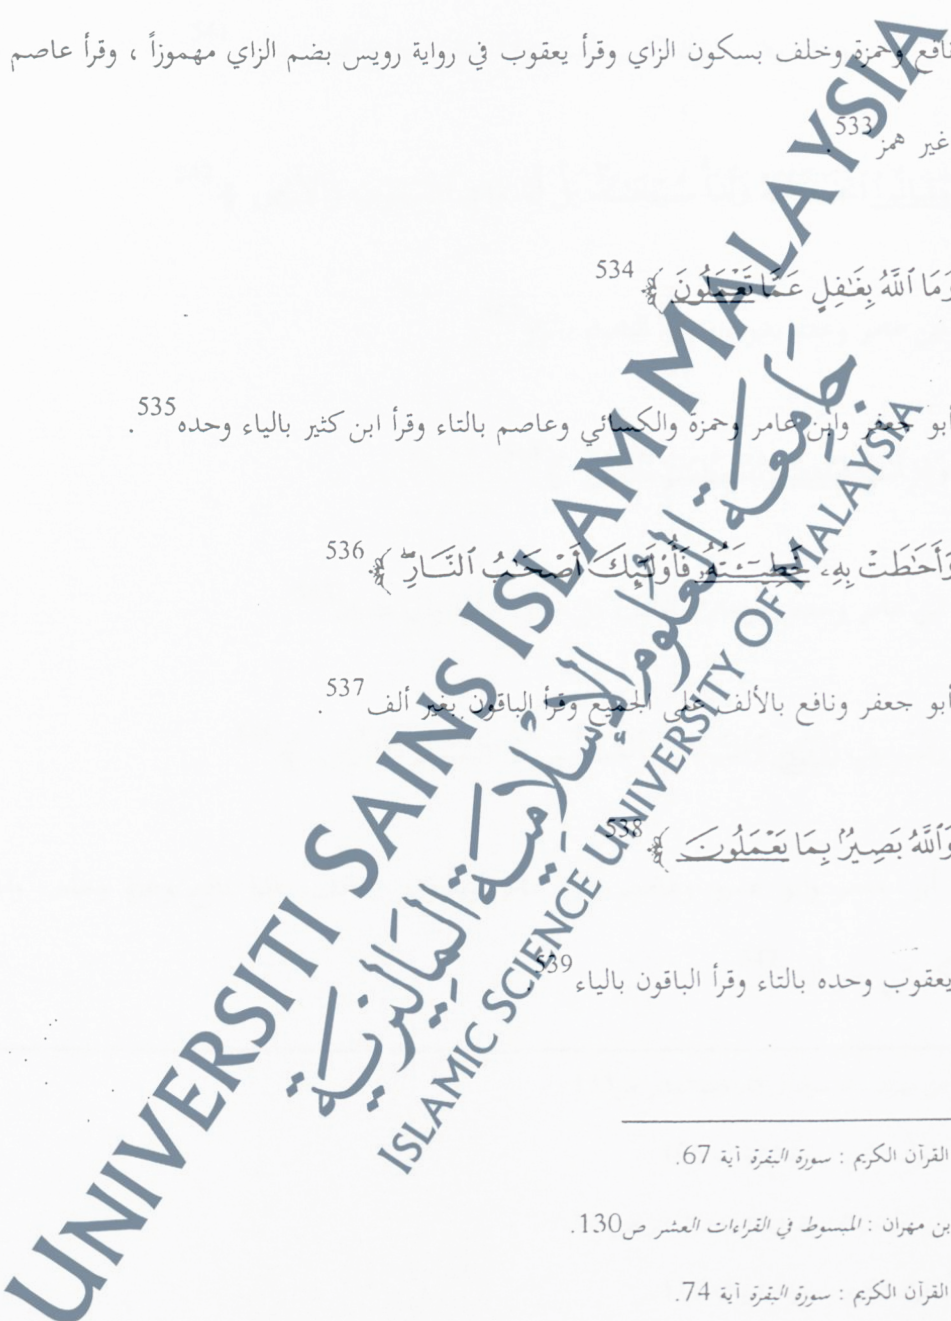 نافع وحمزة وخلف بسكون الزاي وقرأ يعقوب في رواية رويس بضم الزاي مهموزاً ، وقرأ عاصم
غير همز 533.
وَمَا ٱللَّهُ بِغَٰفِلٍ عَمَّا تَعْمَلُونَ ﴾ 534
ابو جعفر وابن عامر وحمزة والكسائي وعاصم بالتاء وقرأ ابن كثير بالياء وحده 535.
وَأَحَٰطَتْ بِهِۦ خَطِيٓـَٔتُهُۥ فَأُو۟لَٰٓئِكَ أَصْحَٰبُ ٱلنَّارِ ۖ ﴾ 536
أبو جعفر ونافع بالألف على الجميع وقرأ الباقون بغير ألف 537.
وَٱللَّهُ بَصِيرٌۢ بِمَا يَعْمَلُونَ ﴾ 538
يعقوب وحده بالتاء وقرأ الباقون بالياء 539.
القرآن الكريم : سورة البقرة آية 67.
بن مهران : المبسوط في القراءات العشر ص130.
القرآن الكريم : سورة البقرة آية 74.
UNIVERSITI SAINS ISLAM MALAYSIA
جامعة العلوم الإسلامية الماليزية
ISLAMIC SCIENCE UNIVERSITY OF MALAYSIA